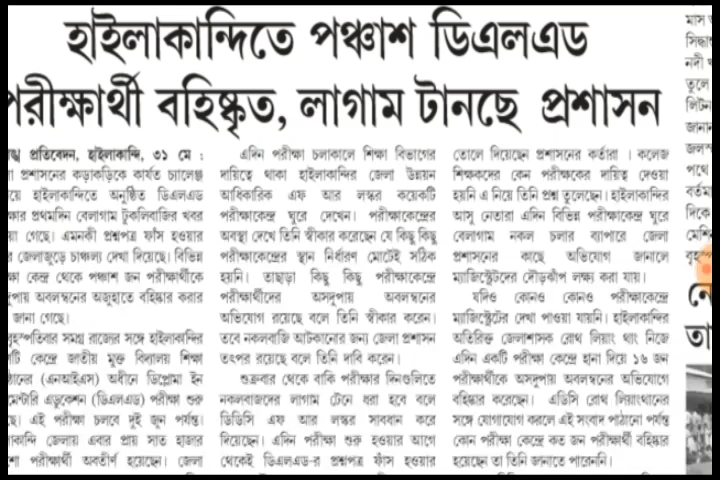 হাইলাকান্দিতে পঞ্চাশ ডিএলএড
পরীক্ষার্থী বহিষ্কৃত, লাগাম টানছে প্রশাসন
প্রতিবেদন, হাইলাকান্দি, ৩১ মে :
প্রশাসনের কড়াকড়িকে কার্যত চ্যালেঞ্জ
হাইলাকান্দিতে অনুষ্ঠিত ডিএলএড
প্রথমদিন বেলাগাম টুকলিবাজির খবর
গেছে। এমনকী প্রশ্নপত্র ফাঁস হওয়ার
জেলাজুড়ে চাঞ্চল্য দেখা দিয়েছে। বিভিন্ন
কেন্দ্র থেকে পঞ্চাশ জন পরীক্ষার্থীকে
অবলম্বনের অজুহাতে বহিষ্কার করার
জানা গেছে।
বৃহস্পতিবার সমগ্র রাজ্যের সঙ্গে হাইলাকান্দির
কেন্দ্রে জাতীয় মুক্ত বিদ্যালয় শিক্ষা
(এনআইএস) অধীনে ডিপ্লোমা ইন
এডুকেশন (ডিএলএড) পরীক্ষা শুরু
এই পরীক্ষা চলবে দুই জুন পর্যন্ত।
জেলায় এবার প্রায় সাত হাজার
পরীক্ষার্থী অবতীর্ণ হয়েছেন। জেলা
এদিন পরীক্ষা চলাকালে শিক্ষা বিভাগের
দায়িত্বে থাকা হাইলাকান্দির জেলা উন্নয়ন
আধিকারিক এফ আর লস্কর কয়েকটি
পরীক্ষাকেন্দ্র ঘুরে দেখেন। পরীক্ষাকেন্দ্রের
অবস্থা দেখে তিনি স্বীকার করেছেন যে কিছু কিছু
পরীক্ষাকেন্দ্রের স্থান নির্ধারণ মোটেই সঠিক
হয়নি। তাছাড়া কিছু কিছু পরীক্ষাকেন্দ্রে
পরীক্ষার্থীদের অসদুপায় অবলম্বনের
অভিযোগ রয়েছে বলে তিনি স্বীকার করেন।
তবে নকলবাজি আটকানোর জন্য জেলা প্রশাসন
তৎপর রয়েছে বলে তিনি দাবি করেন।
শুক্রবার থেকে বাকি পরীক্ষার দিনগুলিতে
নকলবাজদের লাগাম টেনে ধরা হবে বলে
ডিডিসি এফ আর লস্কর সাবধান করে
দিয়েছেন। এদিন পরীক্ষা শুরু হওয়ার আগে
থেকেই ডিএলএড-র প্রশ্নপত্র ফাঁস হওয়ার
তোলে দিয়েছেন প্রশাসনের কর্তারা । কলেজ
শিক্ষকদের কেন পরীক্ষকের দায়িত্ব দেওয়া
হয়নি এ নিয়ে তিনি প্রশ্ন তুলেছেন। হাইলাকান্দির
আসু নেতারা এদিন বিভিন্ন পরীক্ষাকেন্দ্র ঘুরে
বেলাগাম নকল চলার ব্যাপারে জেলা
প্রশাসনের কাছে অভিযোগ জানালে
ম্যাজিস্ট্রেটদের দৌড়ঝাঁপ লক্ষ্য করা যায়।
যদিও কোনও কোনও পরীক্ষাকেন্দ্রে
ম্যাজিস্ট্রেটের দেখা পাওয়া যায়নি। হাইলাকান্দির
অতিরিক্ত জেলাশাসক রোথ লিয়াং থাং নিজে
এদিন একটি পরীক্ষা কেন্দ্রে হানা দিয়ে ১৬ জন
পরীক্ষার্থীকে অসদুপায় অবলম্বনের অভিযোগে
বহিষ্কার করেছেন। এডিসি রোথ লিয়াংথানের
সঙ্গে যোগাযোগ করলে এই সংবাদ পাঠানো পর্যন্ত
কোন পরীক্ষা কেন্দ্রে কত জন পরীক্ষার্থী বহিষ্কার
হয়েছেন তা তিনি জানাতে পারেননি।
মাস
নদী
তুলে
লিটন
পথে
দিকে